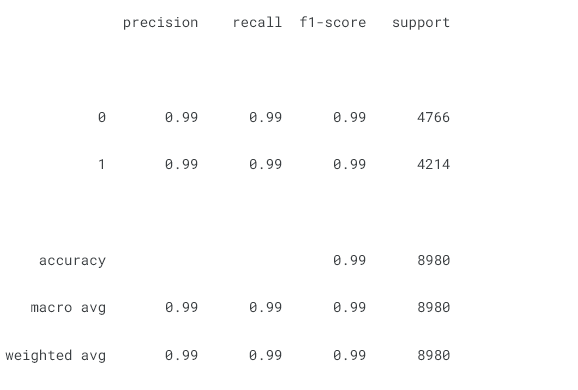 precision recall f1-score support
0 0.99 0.99 0.99 4766
1 0.99 0.99 0.99 4214
accuracy 0.99 8980
macro avg 0.99 0.99 0.99 8980
weighted avg 0.99 0.99 0.99 8980